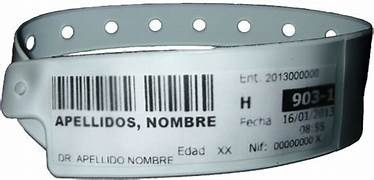 Ent. 2013000000
H 903-1
APELLIDOS, NOMBRE
Fecha 16/01/2013
08:55
Edad XX Nif: 00000000 X
DR. APELLIDO NOMBRE